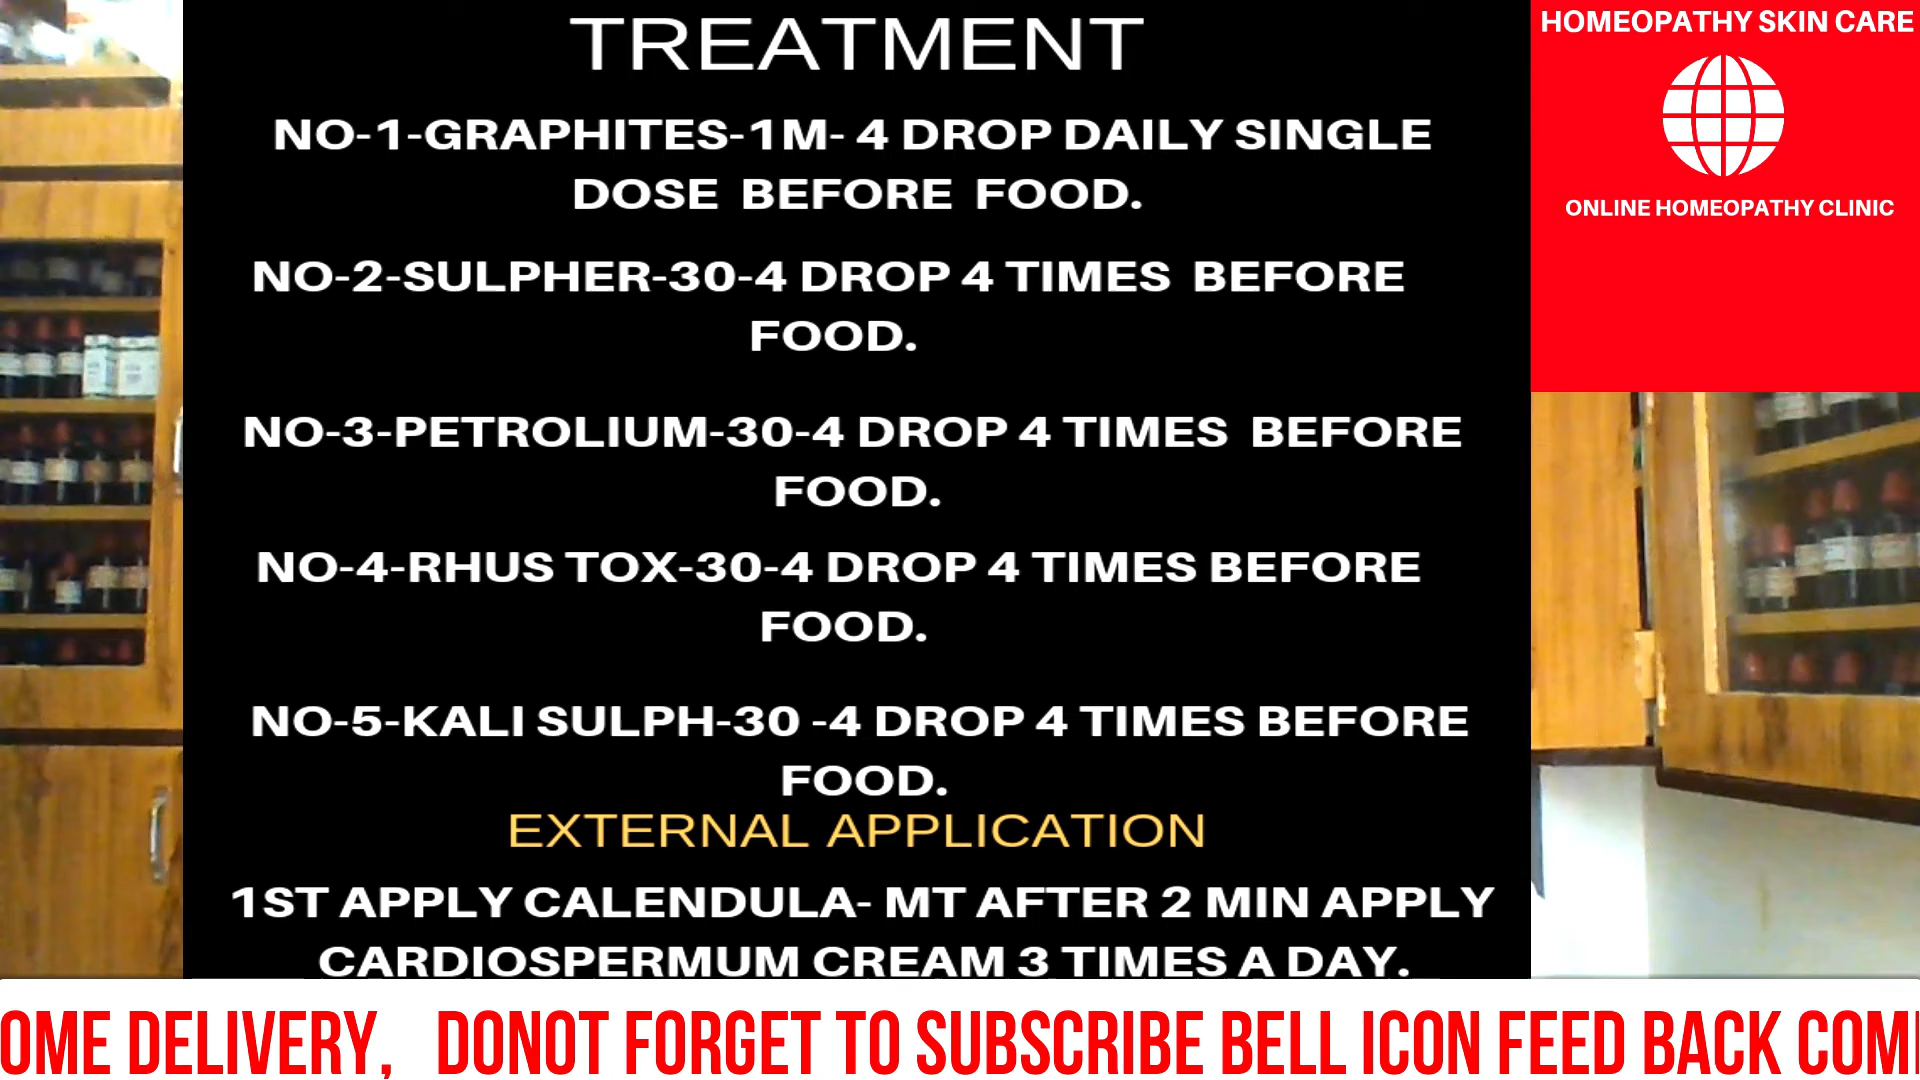 TREATMENT
NO-1-GRAPHITES-1M- 4 DROP DAILY SINGLE
DOSE BEFORE FOOD.
NO-2-SULPHER-30-4 DROP 4 TIMES BEFORE
FOOD.
NO-3-PETROLIUM-30-4 DROP 4 TIMES BEFORE
FOOD.
NO-4-RHUS TOX-30-4 DROP 4 TIMES BEFORE
FOOD.
NO-5-KALI SULPH-30 -4 DROP 4 TIMES BEFORE
FOOD.
EXTERNAL APPLICATION
1ST APPLY CALENDULA- MT AFTER 2 MIN APPLY
CARDIOSPERMUM CREAM 3 TIMES A DAY.
HOMEOPATHY SKIN CARE
ONLINE HOMEOPATHY CLINIC
OME DELIVERY, DONOT FORGET TO SUBSCRIBE BELL ICON FEED BACK COM